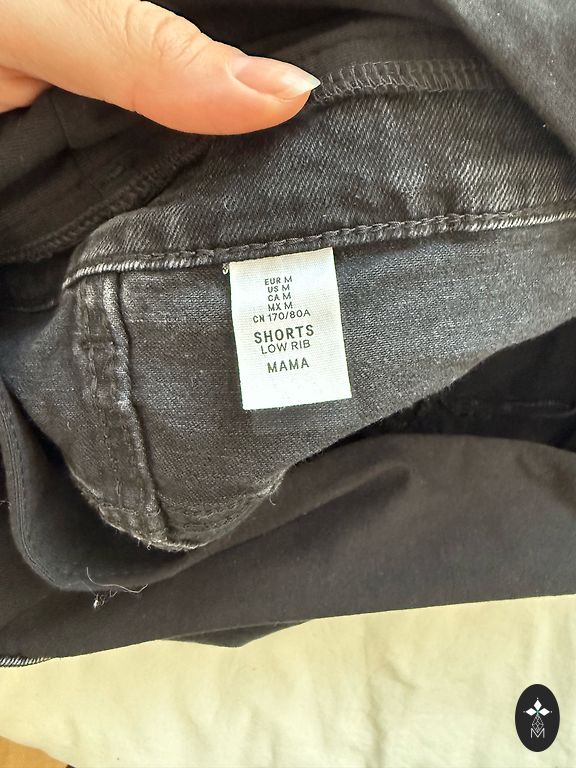 EUR M
US M
CA M
MX M
CN 170/80A
SHORTS
LOW RIB
MAMA
M